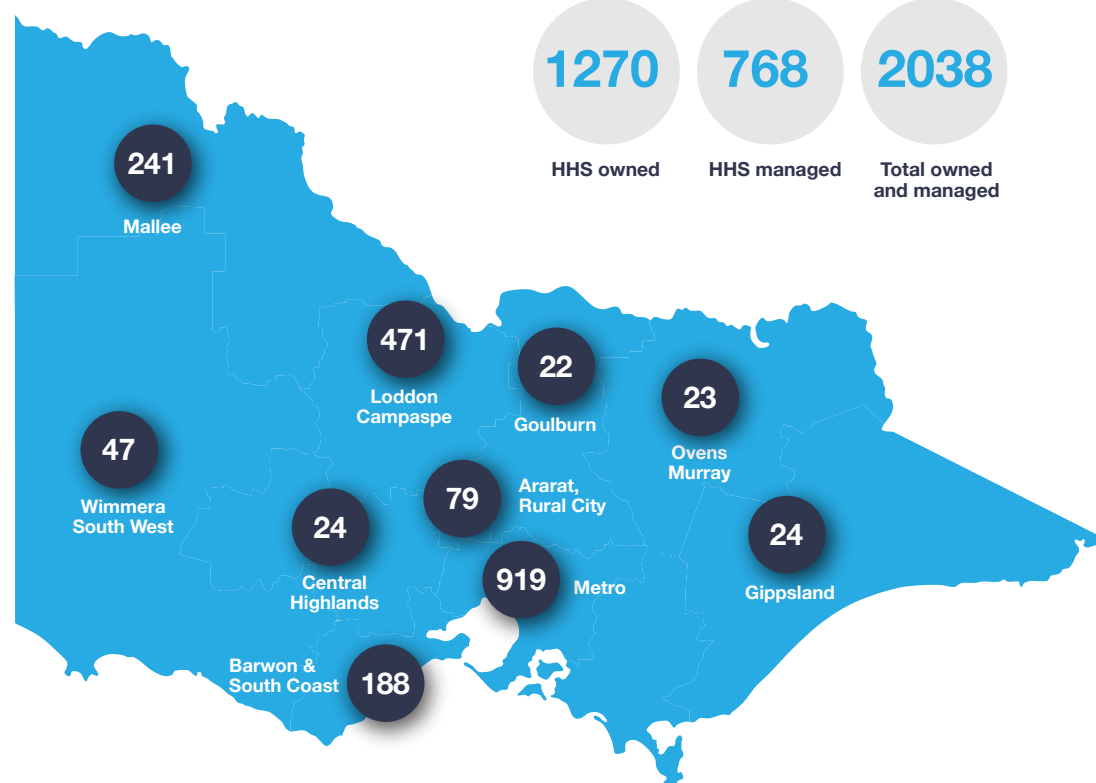 1270
HHS owned
768
HHS managed
2038
Total owned
and managed
241
Mallee
471
Loddon
Campaspe
22
Goulburn
23
Ovens
Murray
47
Wimmera
South West
79
Ararat,
Rural City
24
Central
Highlands
24
Gippsland
919
Metro
Barwon &
South Coast
188